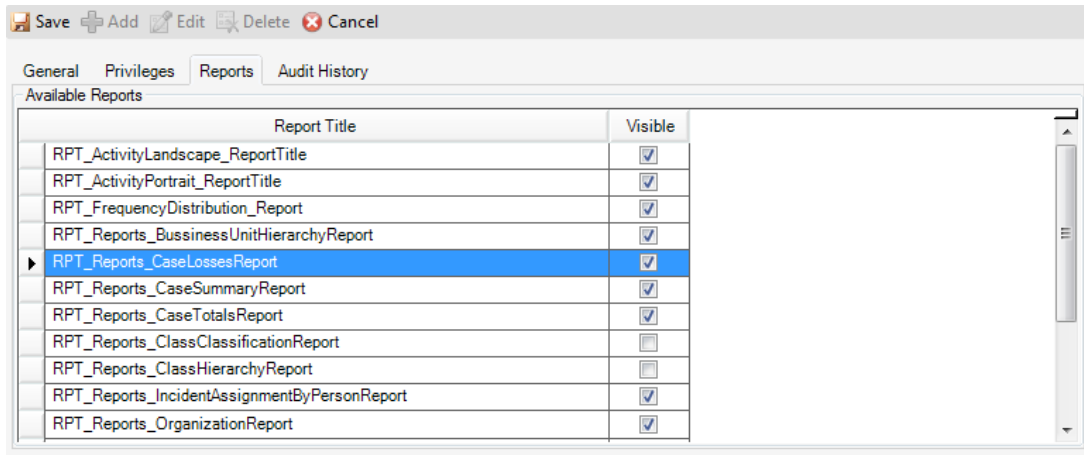 Save Add Edit Delete Cancel
General Privileges Reports Audit History
Available Reports
Report Title Visible
RPT_ActivityLandscape_ReportTitle
RPT_ActivityPortrait_ReportTitle
RPT_FrequencyDistribution_Report
RPT_Reports_BussinessUnitHierarchyReport
RPT_Reports_CaseLossesReport
RPT_Reports_CaseSummaryReport
RPT_Reports_CaseTotalsReport
RPT_Reports_ClassClassificationReport
RPT_Reports_ClassHierarchyReport
RPT_Reports_IncidentAssignmentByPersonReport
RPT_Reports_OrganizationReport